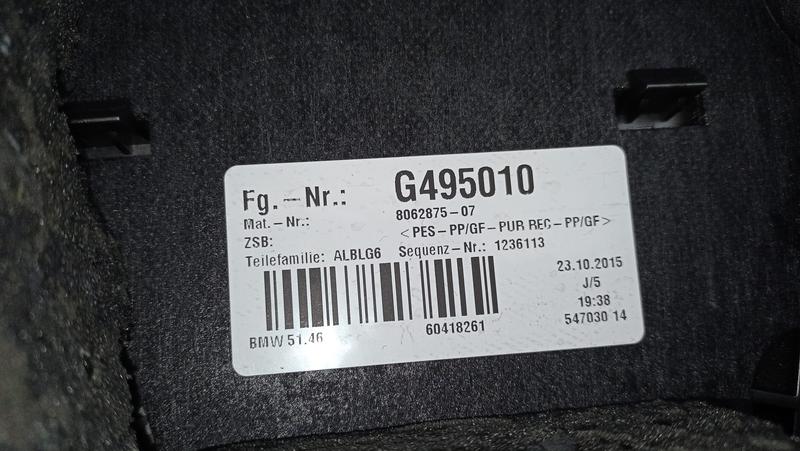 Fg.-Nr.: G495010
Mat.-Nr.: 8062875-07
ZSB: <PES-PP/GF-PUR REC-PP/GF>
Teilefamilie: ALBLG6 Sequenz-Nr.: 1236113
23.10.2015
J/5
19:38
BMW 51.46 60418261 547030 14